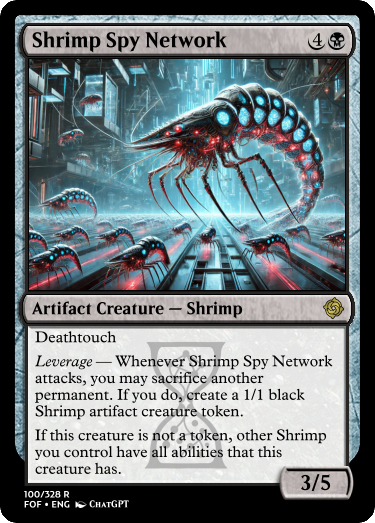 Shrimp Spy Network 4
Artifact Creature — Shrimp
Deathtouch
Leverage — Whenever Shrimp Spy Network
attacks, you may sacrifice another
permanent. If you do, create a 1/1 black
Shrimp artifact creature token.
If this creature is not a token, other Shrimp
you control have all abilities that this
creature has.
3/5
100/328 R
FOF • ENG ChatGPT